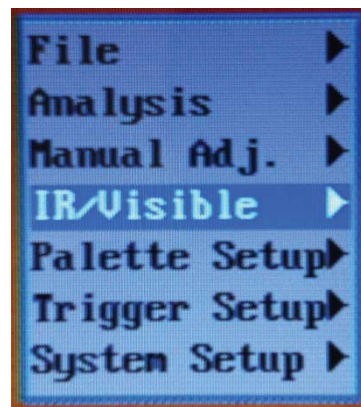 File
Analysis
Manual Adj.
IR/Visible
Palette Setup
Trigger Setup
System Setup